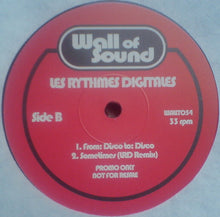 Wall of
Sound
LES RYTHMES DIGITALES
Side B
WALLT054
33 rpm
1. From: Disco to: Disco
2. Sometimes (LRD Remix)
PROMO ONLY
NOT FOR RESALE